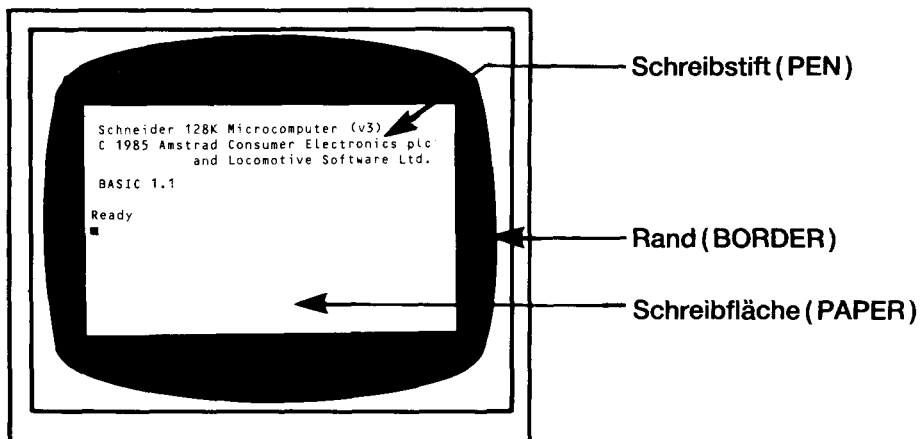 Schneider 128K Microcomputer (v3)
C 1985 Amstrad Consumer Electronics plc
and Locomotive Software Ltd.
BASIC 1.1
Ready
Schreibstift (PEN)
Rand (BORDER)
Schreibfläche (PAPER)